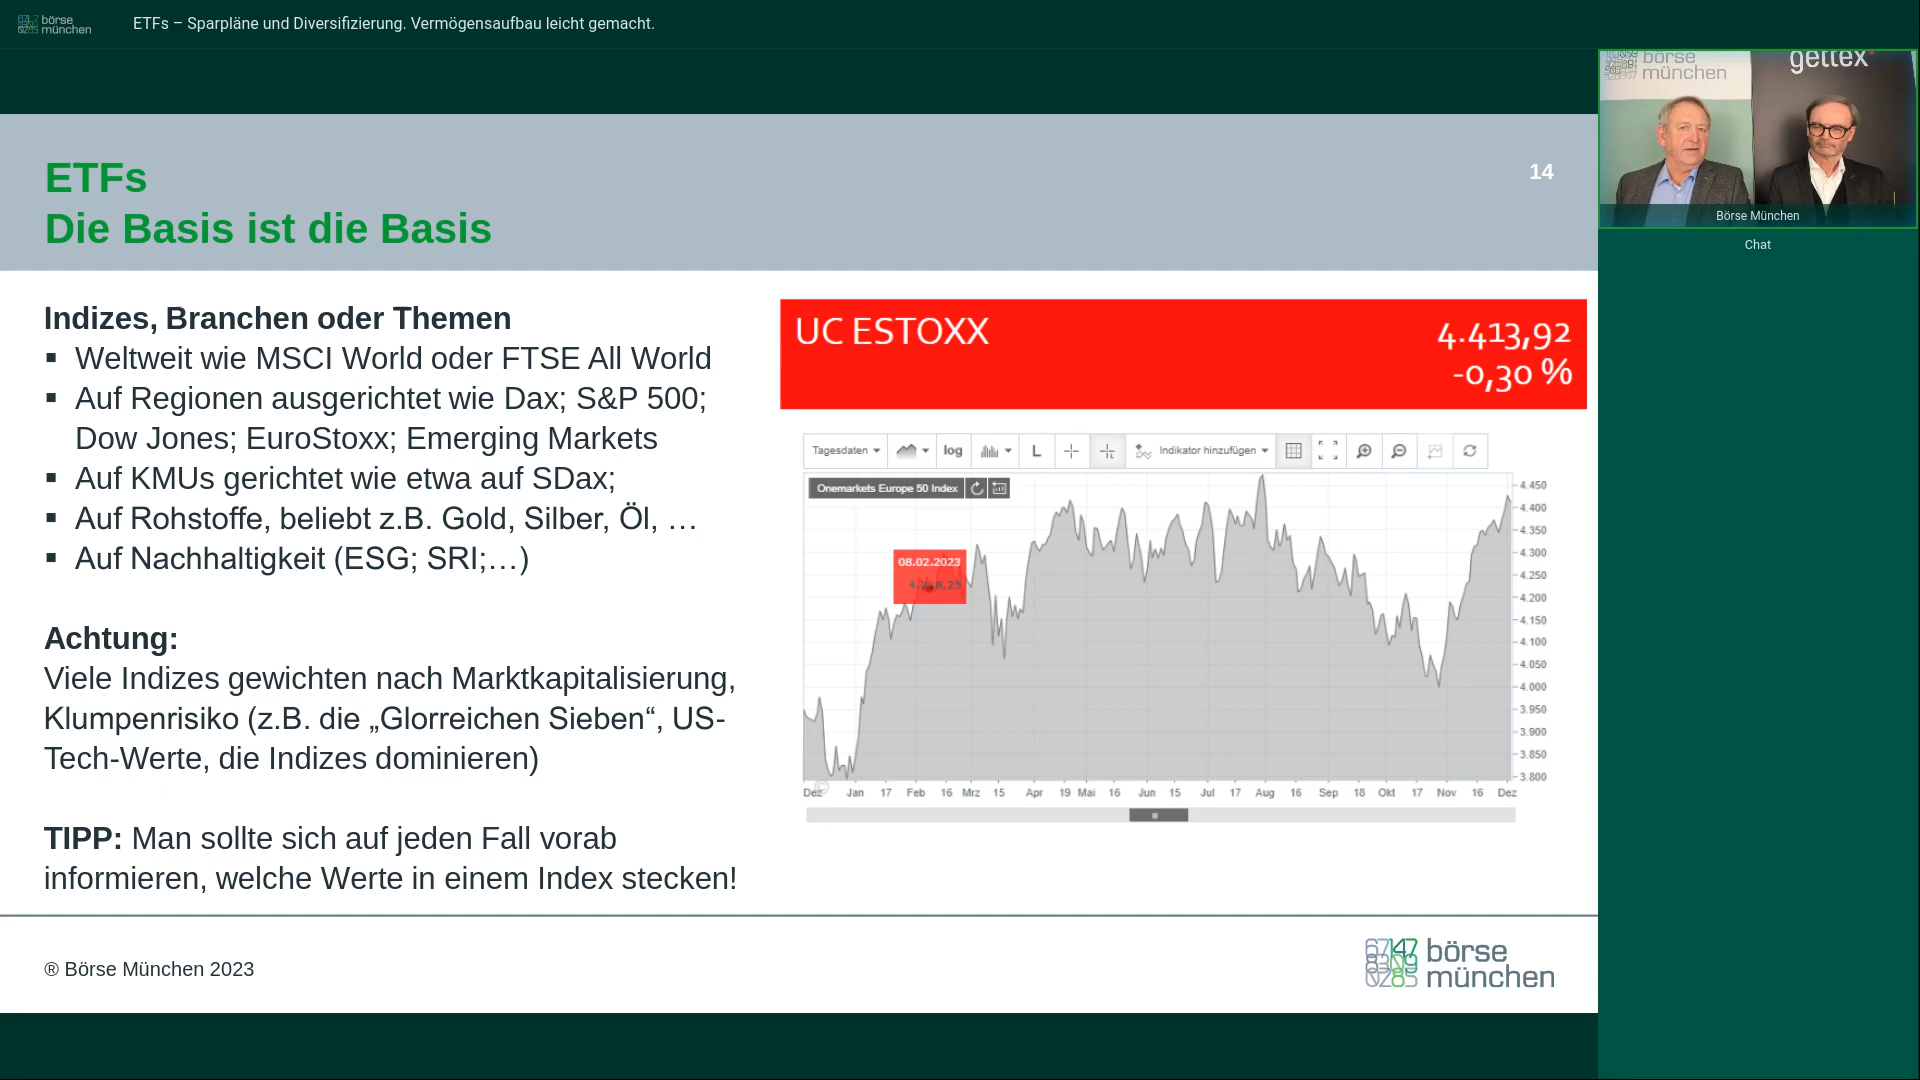 börse
münchen
ETFs – Sparpläne und Diversifizierung. Vermögensaufbau leicht gemacht.
ETFs
Die Basis ist die Basis
14
Indizes, Branchen oder Themen
▪ Weltweit wie MSCI World oder FTSE All World
▪ Auf Regionen ausgerichtet wie Dax; S&P 500;
Dow Jones; EuroStoxx; Emerging Markets
▪ Auf KMUs gerichtet wie etwa auf SDax;
▪ Auf Rohstoffe, beliebt z.B. Gold, Silber, Öl, …
▪ Auf Nachhaltigkeit (ESG; SRI;…)
Achtung:
Viele Indizes gewichten nach Marktkapitalisierung,
Klumpenrisiko (z.B. die „Glorreichen Sieben“, US-
Tech-Werte, die Indizes dominieren)
TIPP: Man sollte sich auf jeden Fall vorab
informieren, welche Werte in einem Index stecken!
UC ESTOXX
4.413,92
-0,30 %
Tagesdaten
log
L
Indikator hinzufügen
Onemarkets Europe 50 Index
08.02.2023
4.450
4.400
4.350
4.300
4.250
4.200
4.150
4.100
4.050
4.000
3.950
3.900
3.850
3.800
Dez Jan 17 Feb 16 Mrz 15 Apr 19 Mai 16 Jun 15 Jul 17 Aug 16 Sep 18 Okt 17 Nov 16 Dez
® Börse München 2023
börse
münchen
börse
münchen
gettex
Börse München
Chat